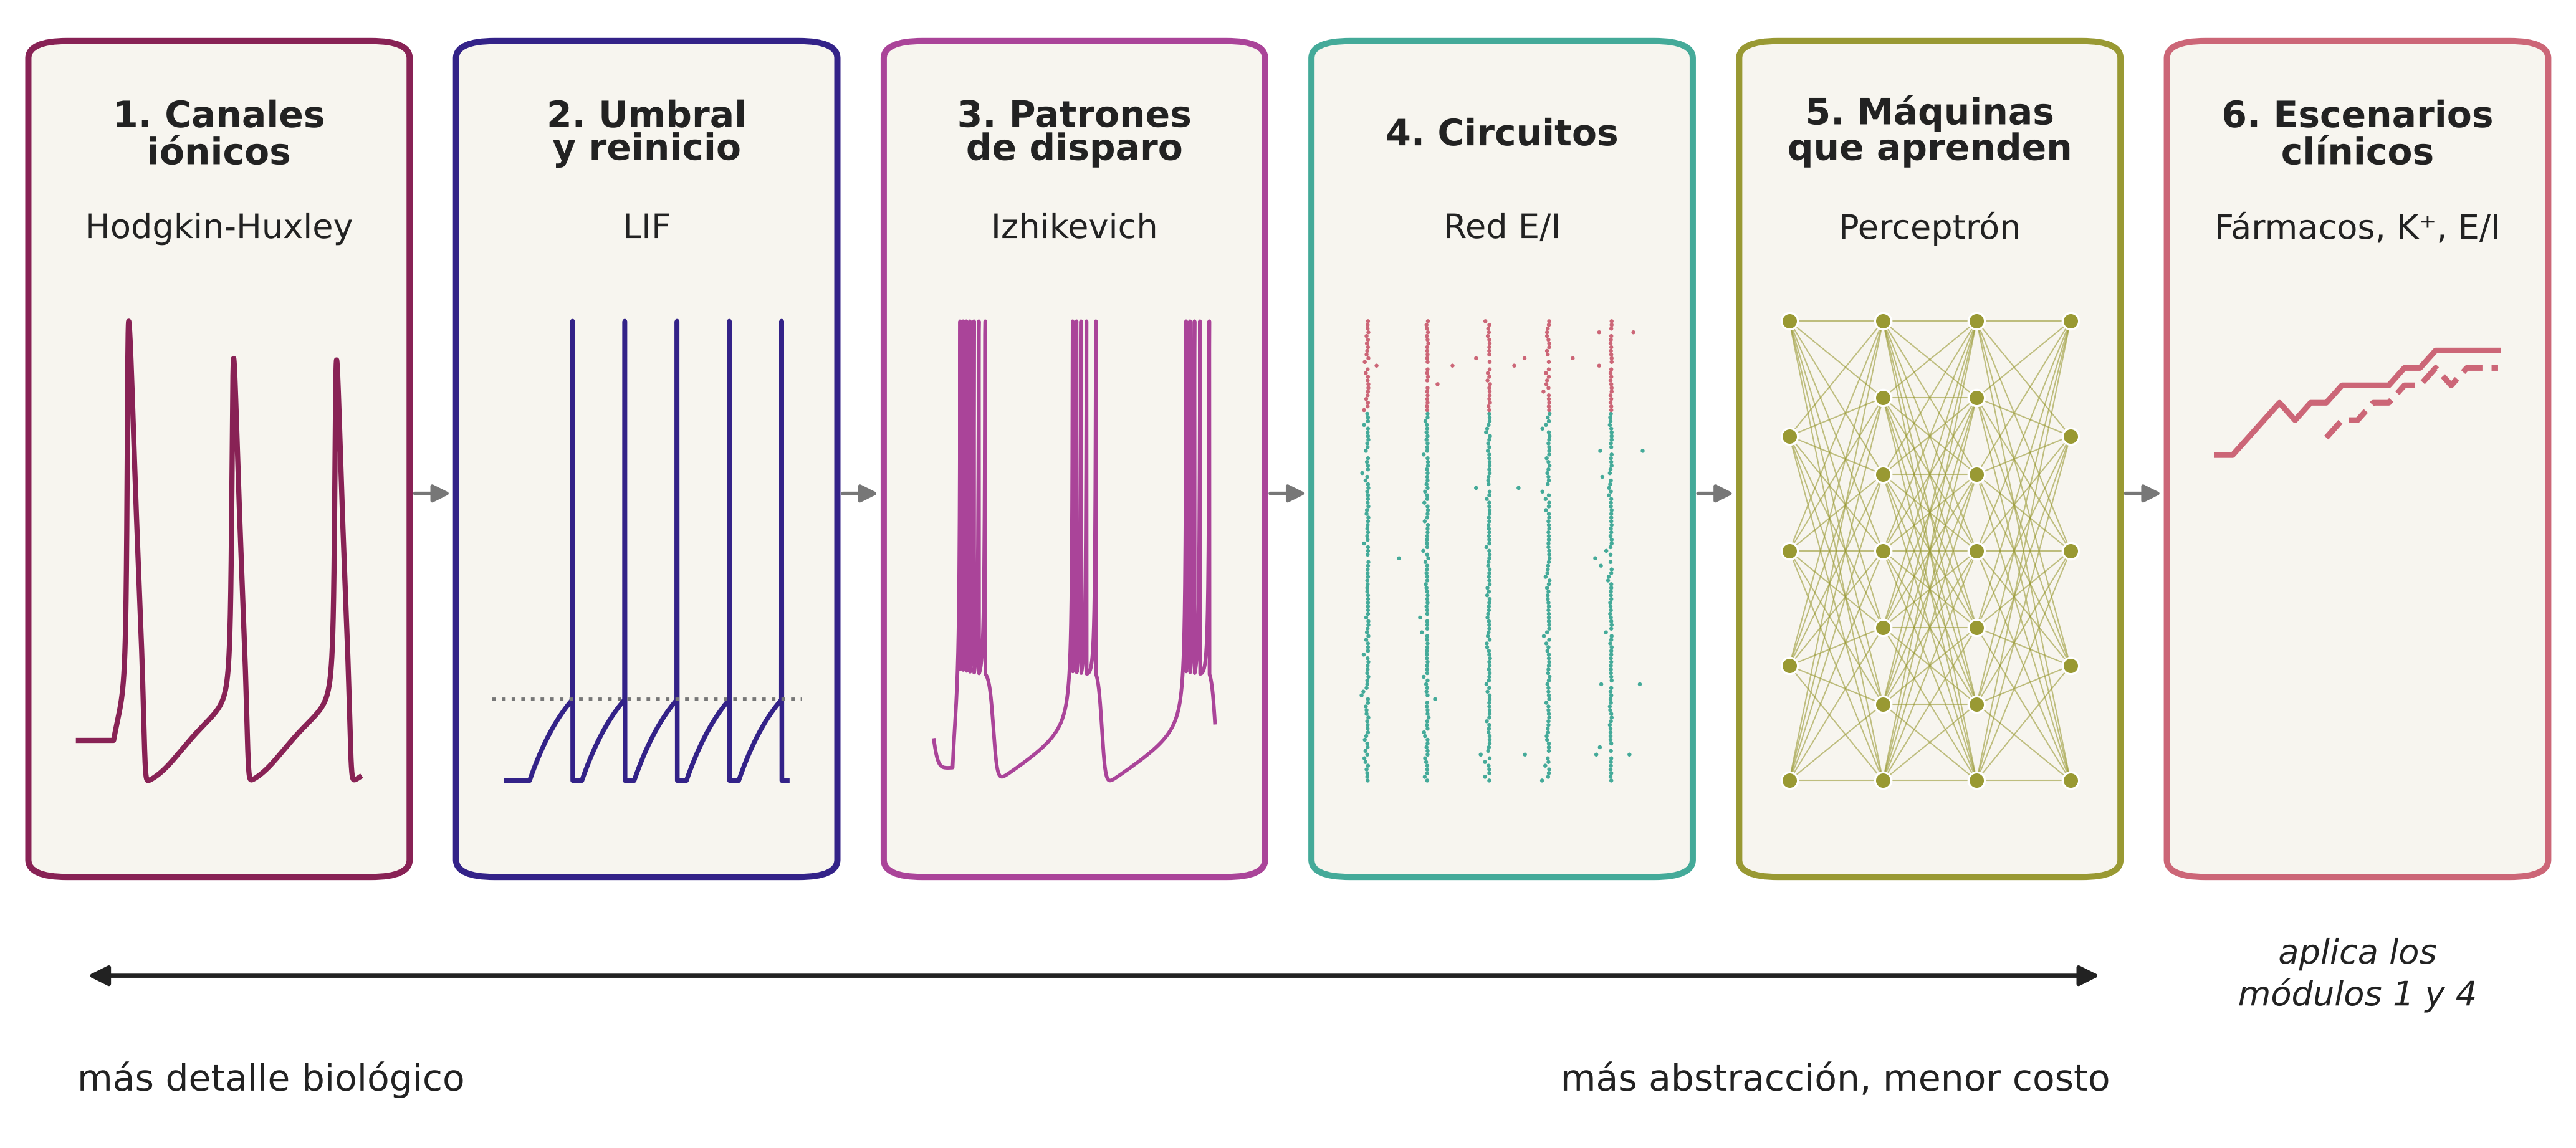 1. Canales
iónicos
Hodgkin-Huxley
2. Umbral
y reinicio
LIF
3. Patrones
de disparo
Izhikevich
4. Circuitos
Red E/I
5. Máquinas
que aprenden
Perceptrón
6. Escenarios
clínicos
Fármacos, K⁺, E/I
aplica los
módulos 1 y 4
más detalle biológico
más abstracción, menor costo